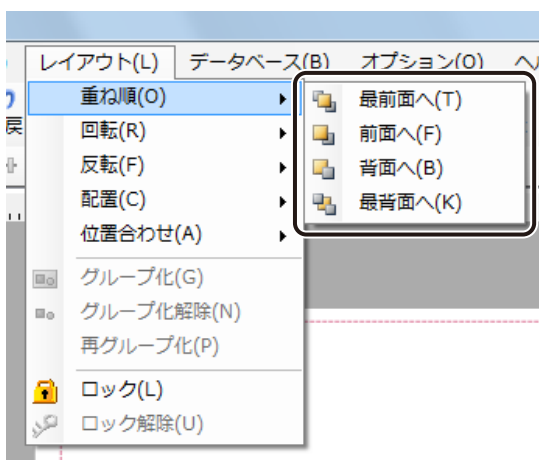 レイアウト(L) データベース(B) オプション(O) ヘ
重ね順(O)
最前面へ(T)
戻
回転(R)
前面へ(F)
反転(F)
背面へ(B)
配置(C)
最背面へ(K)
位置合わせ(A)
グループ化(G)
グループ化解除(N)
再グループ化(P)
ロック(L)
ロック解除(U)